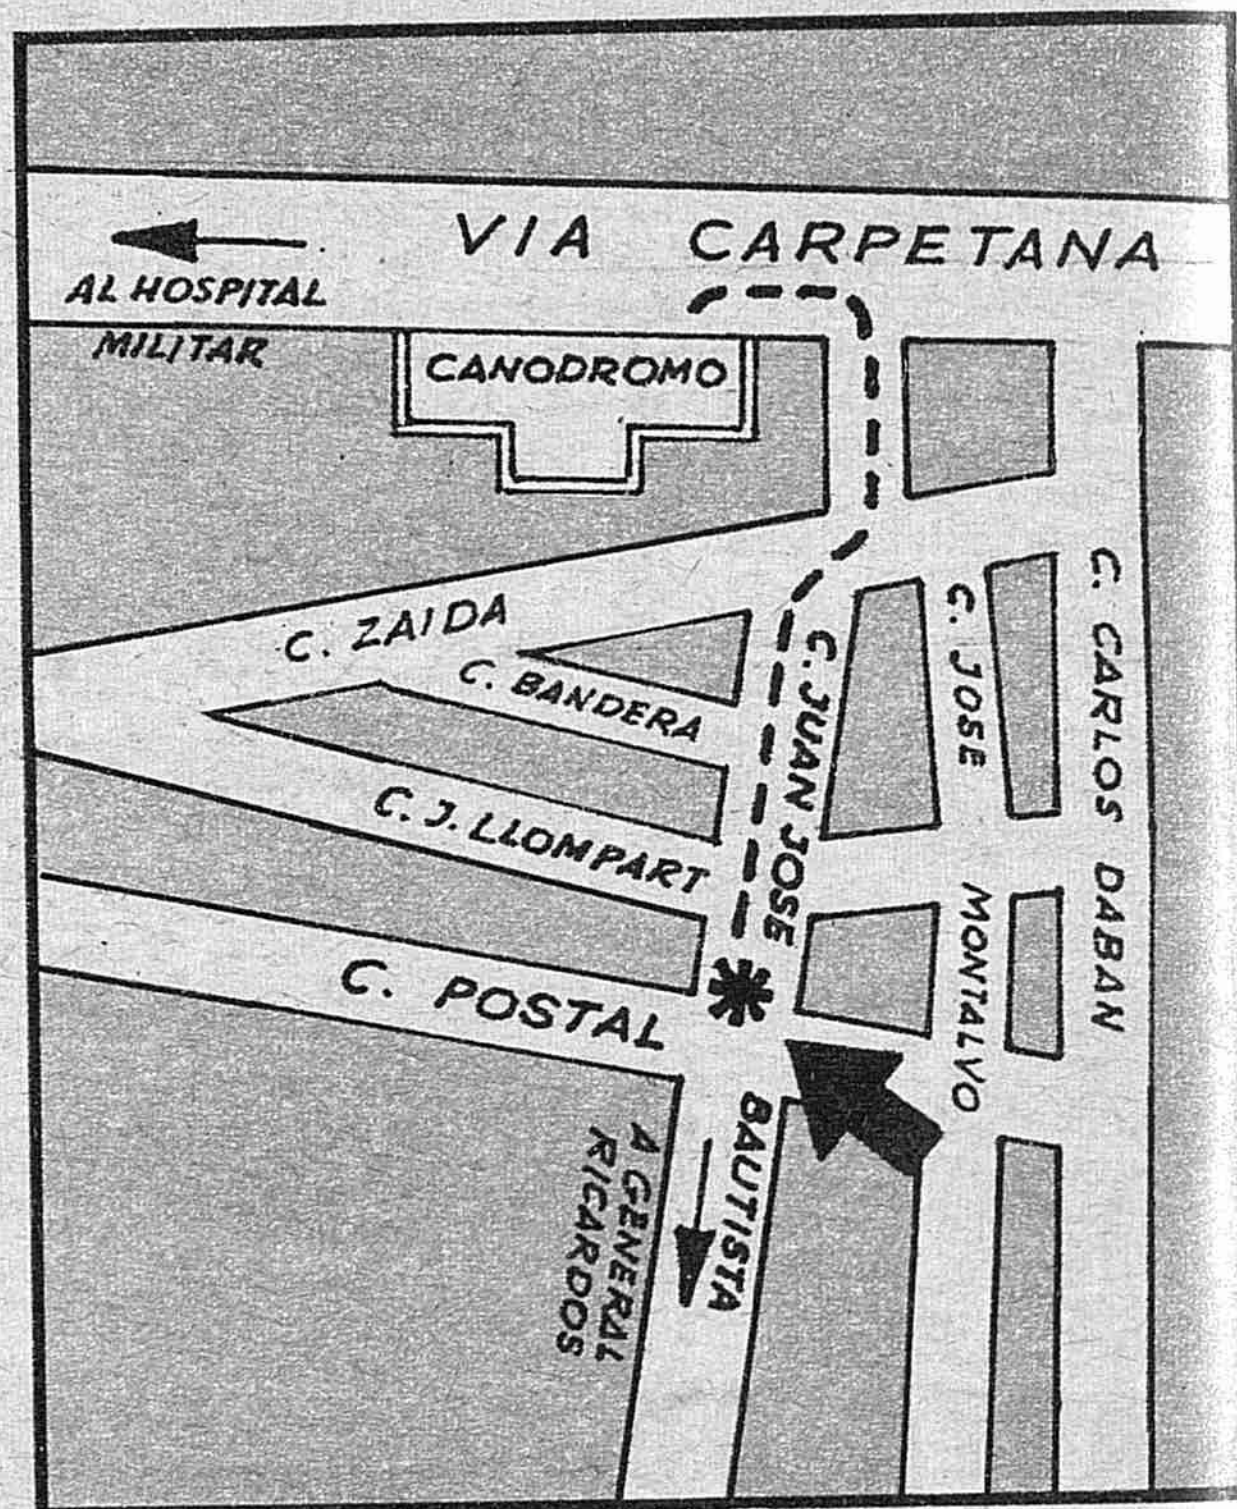 VIA CARPETANA
AL HOSPITAL
MILITAR
CANODROMO
C. ZAIDA
C. BANDERA
C. J. LLOMPART
C. POSTAL
C. JUAN JOSE
BAUTISTA
A GENERAL
RICARDOS
C. JOSE
MONTALVO
C. CARLOS DABAN